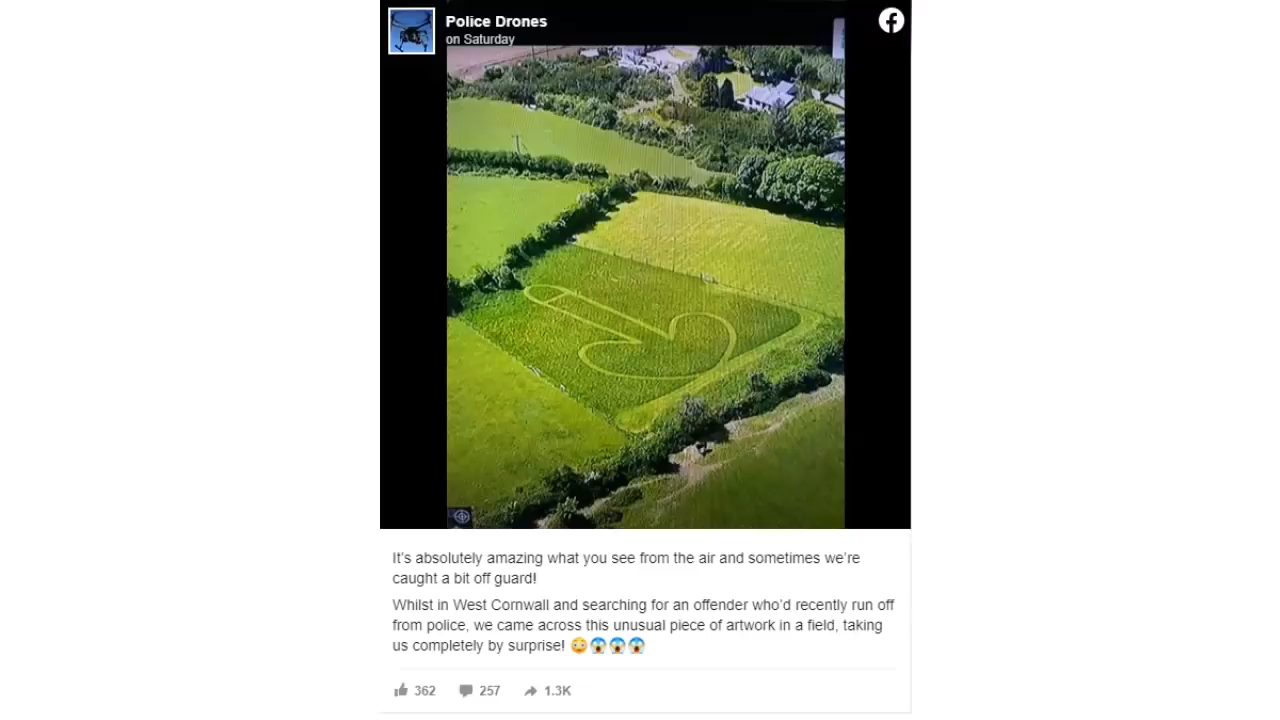 Police Drones
on Saturday
It's absolutely amazing what you see from the air and sometimes we're
caught a bit off guard!
Whilst in West Cornwall and searching for an offender who'd recently run off
from police, we came across this unusual piece of artwork in a field, taking
us completely by surprise! 😳😱😱😱
362 257 1.3K